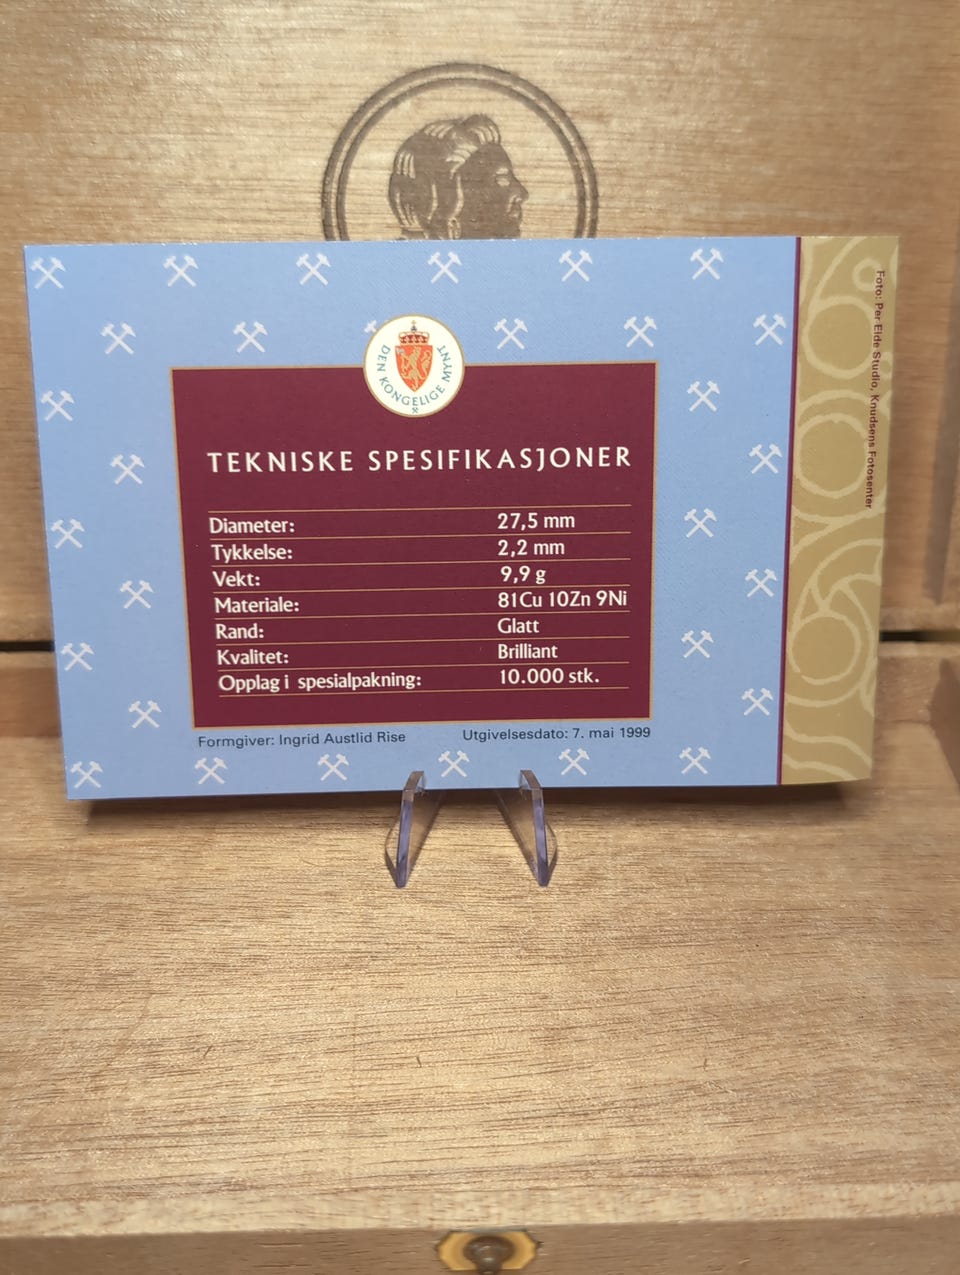 DEN KONGELIGE MYNT
TEKNISKE SPESIFIKASJONER
Diameter: 27,5 mm
Tykkelse: 2,2 mm
Vekt: 9,9 g
Materiale: 81Cu 10Zn 9Ni
Rand: Glatt
Kvalitet: Brilliant
Opplag i spesialpakning: 10.000 stk.
Formgiver: Ingrid Austlid Rise Utgivelsesdato: 7. mai 1999
Foto: Per Eide Studio, Knudsens Fotosenter